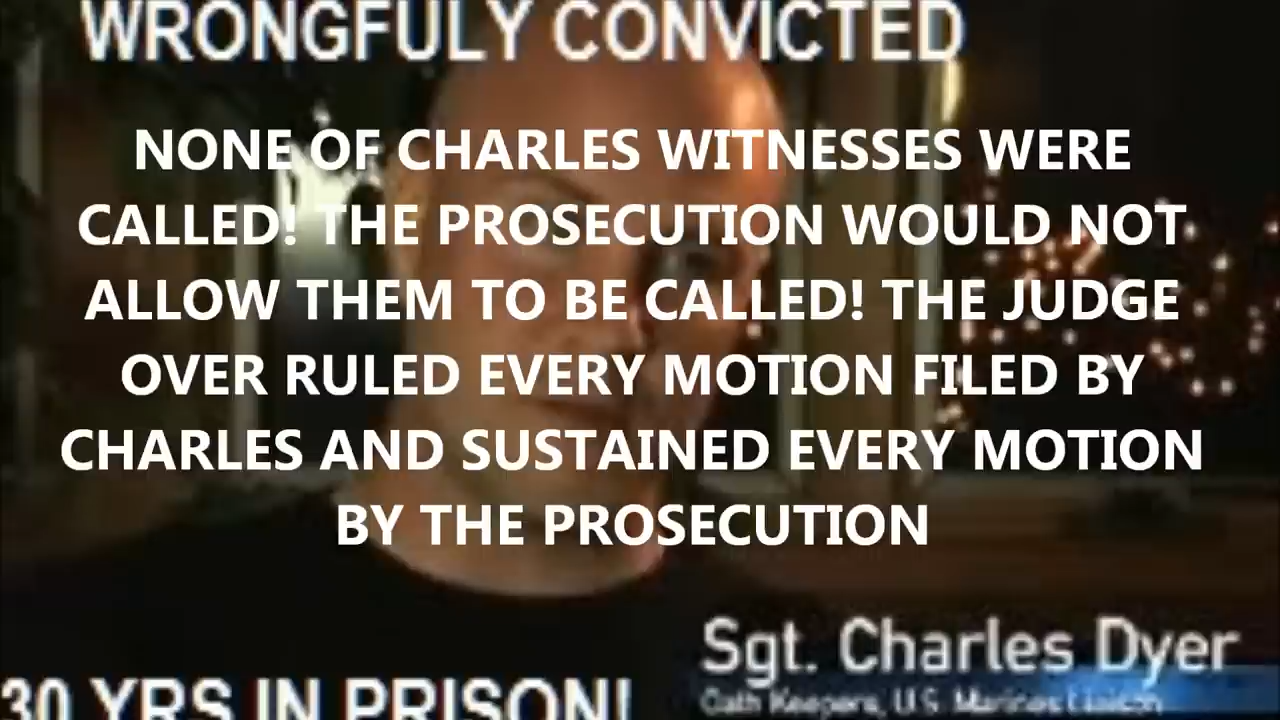 WRONGFULY CONVICTED
NONE OF CHARLES WITNESSES WERE
CALLED! THE PROSECUTION WOULD NOT
ALLOW THEM TO BE CALLED! THE JUDGE
OVER RULED EVERY MOTION FILED BY
CHARLES AND SUSTAINED EVERY MOTION
BY THE PROSECUTION
Sgt. Charles Dyer
Oath Keepers, U.S. Marines Liaison
30 YRS IN PRISON!